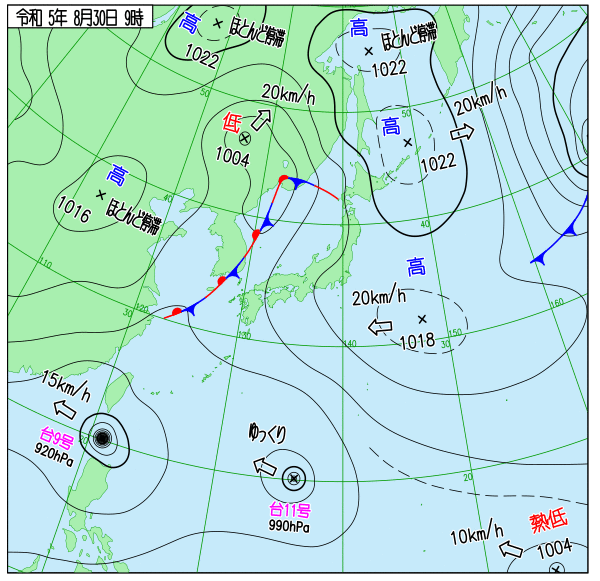 令和 5年 8月30日 9時
高
ほとんど停滞
1022
高
ほとんど停滞
1022
50
20km/h
低
1004
20km/h
50
高
1022
高
1016
ほとんど停滞
40
40
高
20km/h
1018
110
120
30
130
140
150
30
160
15km/h
台9号
920hPa
20
ゆっくり
台11号
990hPa
20
10km/h
熱低
1004